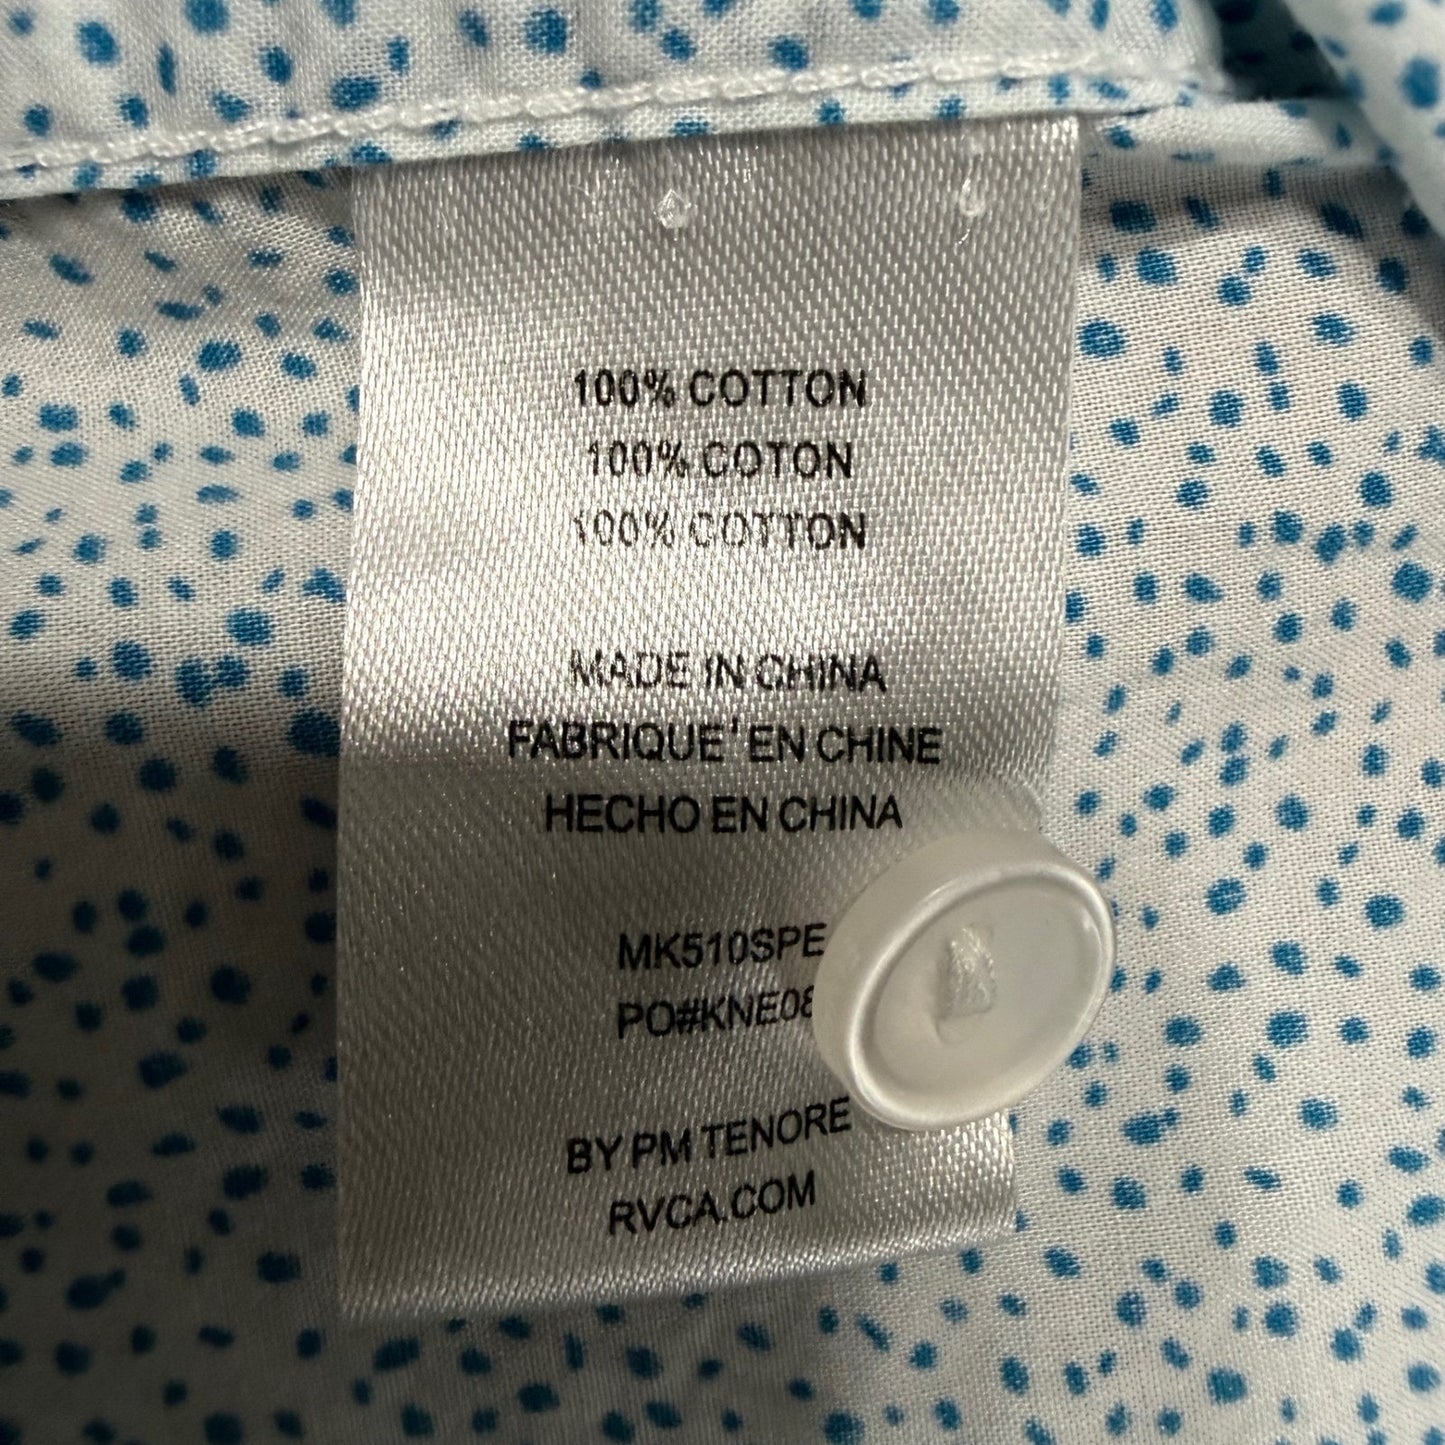 100% COTTON
100% COTON
100% COTTON
MADE IN CHINA
FABRIQUE' EN CHINE
HECHO EN CHINA
MK510SPE
BY PM TENORE
RVCA.COM